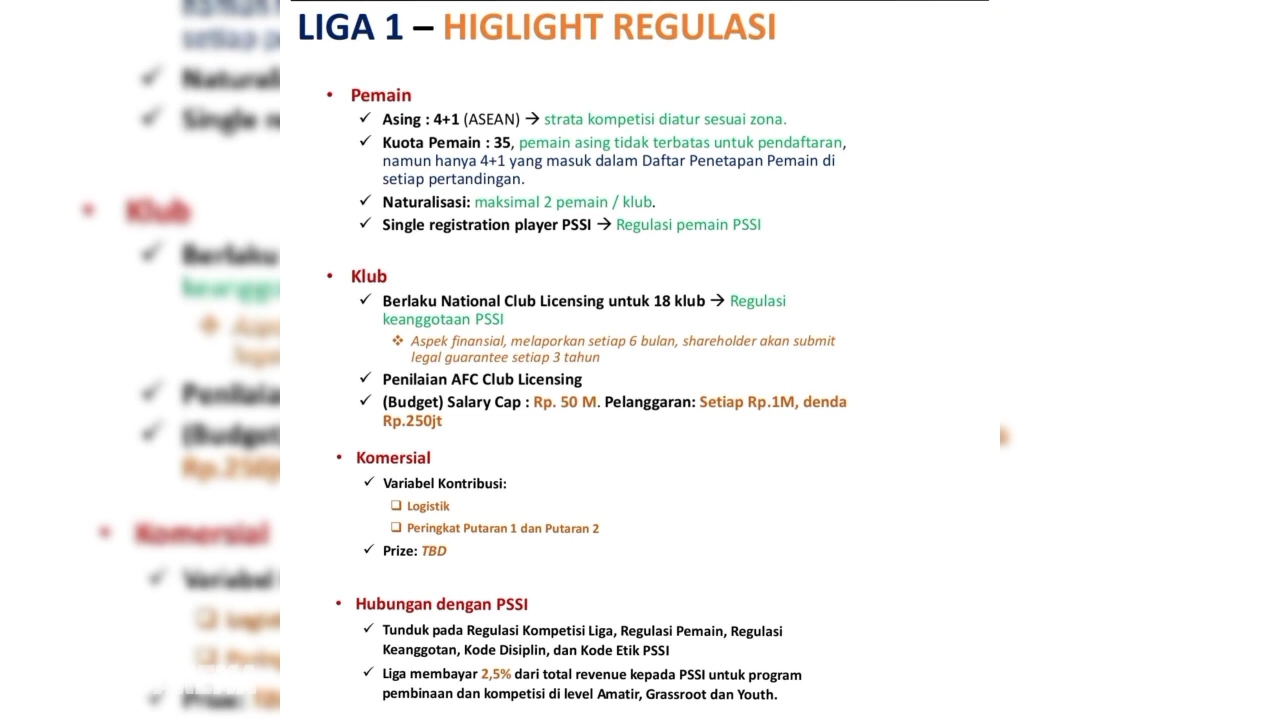 LIGA 1 – HIGLIGHT REGULASI
• Pemain
✓ Asing : 4+1 (ASEAN) → strata kompetisi diatur sesuai zona.
✓ Kuota Pemain : 35, pemain asing tidak terbatas untuk pendaftaran,
namun hanya 4+1 yang masuk dalam Daftar Penetapan Pemain di
setiap pertandingan.
✓ Naturalisasi: maksimal 2 pemain / klub.
✓ Single registration player PSSI → Regulasi pemain PSSI
• Klub
✓ Berlaku National Club Licensing untuk 18 klub → Regulasi
keanggotaan PSSI
❖ Aspek finansial, melaporkan setiap 6 bulan, shareholder akan submit
legal guarantee setiap 3 tahun
✓ Penilaian AFC Club Licensing
✓ (Budget) Salary Cap : Rp. 50 M. Pelanggaran: Setiap Rp.1M, denda
Rp.250jt
• Komersial
✓ Variabel Kontribusi:
❑ Logistik
❑ Peringkat Putaran 1 dan Putaran 2
✓ Prize: TBD
• Hubungan dengan PSSI
✓ Tunduk pada Regulasi Kompetisi Liga, Regulasi Pemain, Regulasi
Keanggotan, Kode Disiplin, dan Kode Etik PSSI
✓ Liga membayar 2,5% dari total revenue kepada PSSI untuk program
pembinaan dan kompetisi di level Amatir, Grassroot dan Youth.